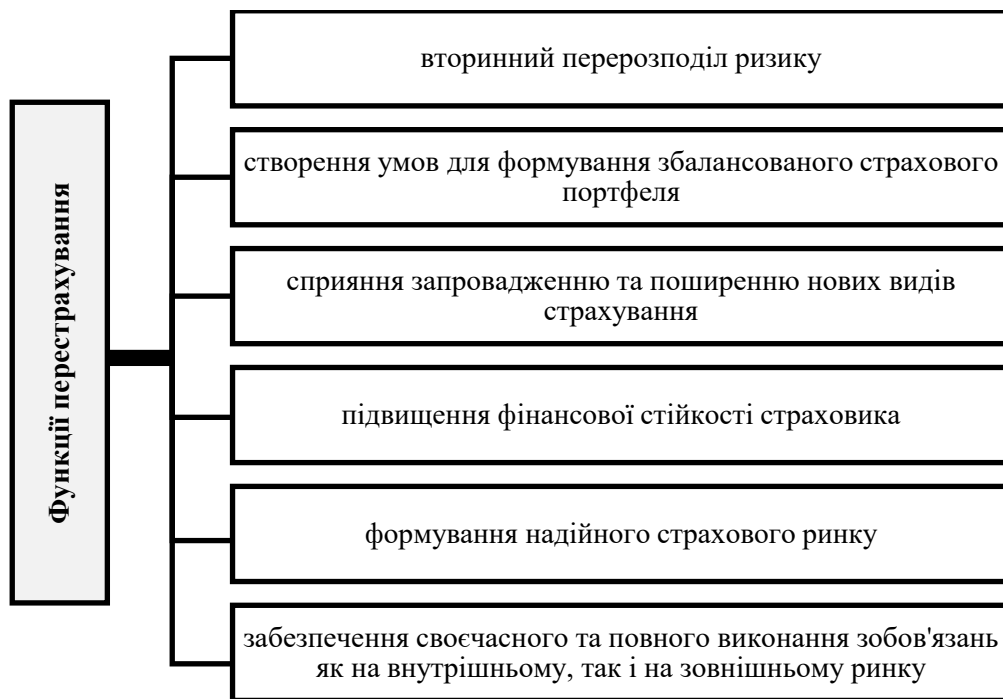 Функції перестрахування
вторинний перерозподіл ризику
створення умов для формування збалансованого страхового
портфеля
сприяння запровадженню та поширенню нових видів
страхування
підвищення фінансової стійкості страховика
формування надійного страхового ринку
забезпечення своєчасного та повного виконання зобов'язань
як на внутрішньому, так і на зовнішньому ринку